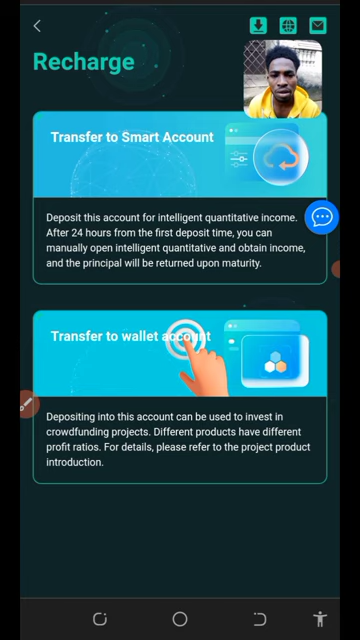 Recharge
Transfer to Smart Account
Deposit this account for intelligent quantitative income.
After 24 hours from the first deposit time, you can
manually open intelligent quantitative and obtain income,
and the principal will be returned upon maturity.
Transfer to wallet account
Depositing into this account can be used to invest in
crowdfunding projects. Different products have different
profit ratios. For details, please refer to the project product
introduction.